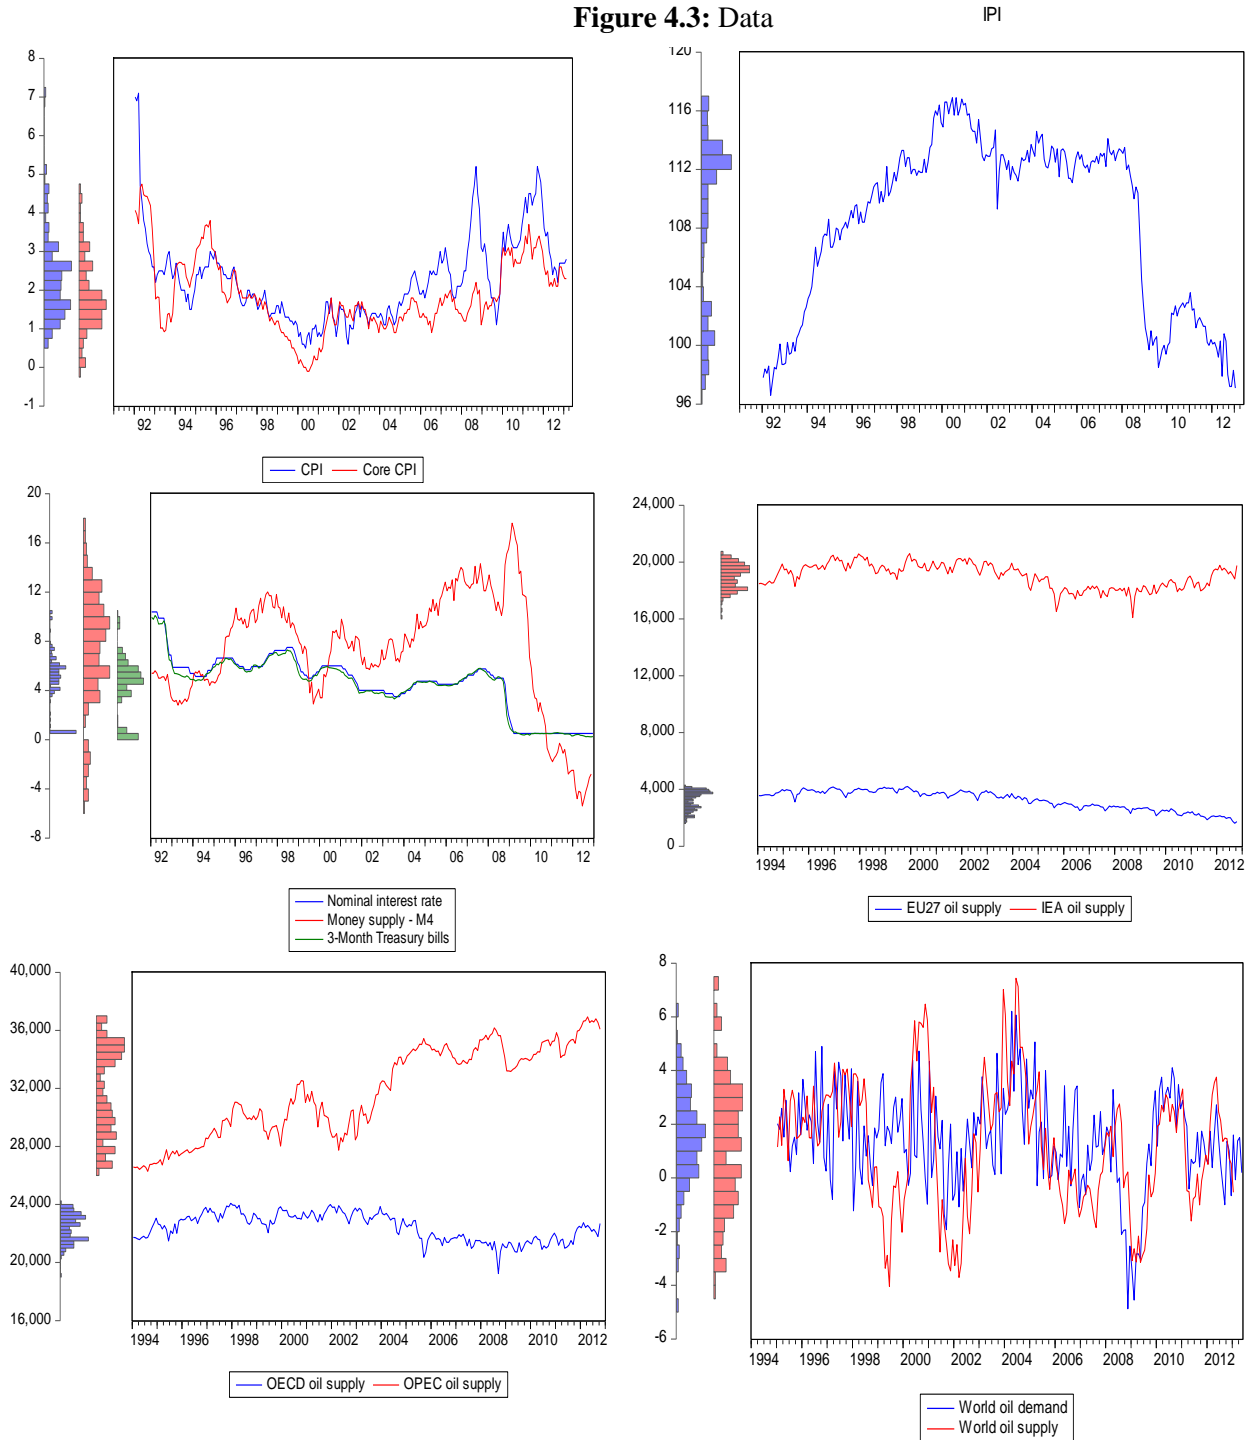 Figure 4.3: Data
IPI
8
7
6
5
4
3
2
1
0
-1
92 94 96 98 00 02 04 06 08 10 12
CPI Core CPI
120
116
112
108
104
100
96
92 94 96 98 00 02 04 06 08 10 12
20
16
12
8
4
0
-4
-8
92 94 96 98 00 02 04 06 08 10 12
Nominal interest rate
Money supply - M4
3-Month Treasury bills
24,000
20,000
16,000
12,000
8,000
4,000
0
1994 1996 1998 2000 2002 2004 2006 2008 2010 2012
EU27 oil supply IEA oil supply
40,000
36,000
32,000
28,000
24,000
20,000
16,000
1994 1996 1998 2000 2002 2004 2006 2008 2010 2012
OECD oil supply OPEC oil supply
8
6
4
2
0
-2
-4
-6
1994 1996 1998 2000 2002 2004 2006 2008 2010 2012
World oil demand
World oil supply